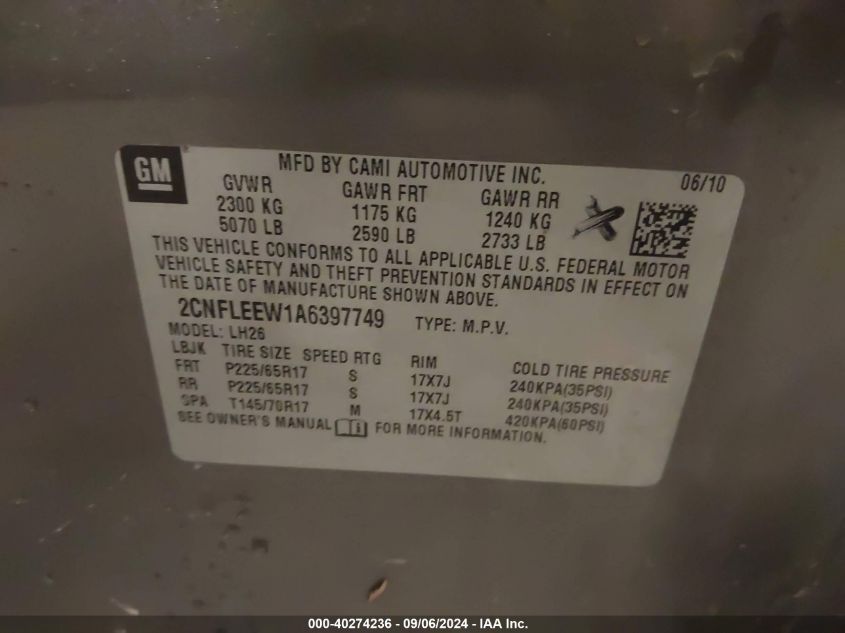 GM
MFD BY CAMI AUTOMOTIVE INC.
06/10
GVWR GAWR FRT GAWR RR
2300 KG 1175 KG 1240 KG
5070 LB 2590 LB 2733 LB
THIS VEHICLE CONFORMS TO ALL APPLICABLE U.S. FEDERAL MOTOR
VEHICLE SAFETY AND THEFT PREVENTION STANDARDS IN EFFECT ON
THE DATE OF MANUFACTURE SHOWN ABOVE.
2CNFLEEW1A6397749 TYPE: M.P.V.
MODEL: LH26
LBJK TIRE SIZE SPEED RTG RIM COLD TIRE PRESSURE
FRT P225/65R17 S 17X7J 240KPA(35PSI)
RR P225/65R17 S 17X7J 240KPA(35PSI)
SPA T145/70R17 M 17X4.5T 420KPA(60PSI)
SEE OWNER'S MANUAL FOR MORE INFORMATION.
000-40274236 - 09/06/2024 - IAA Inc.